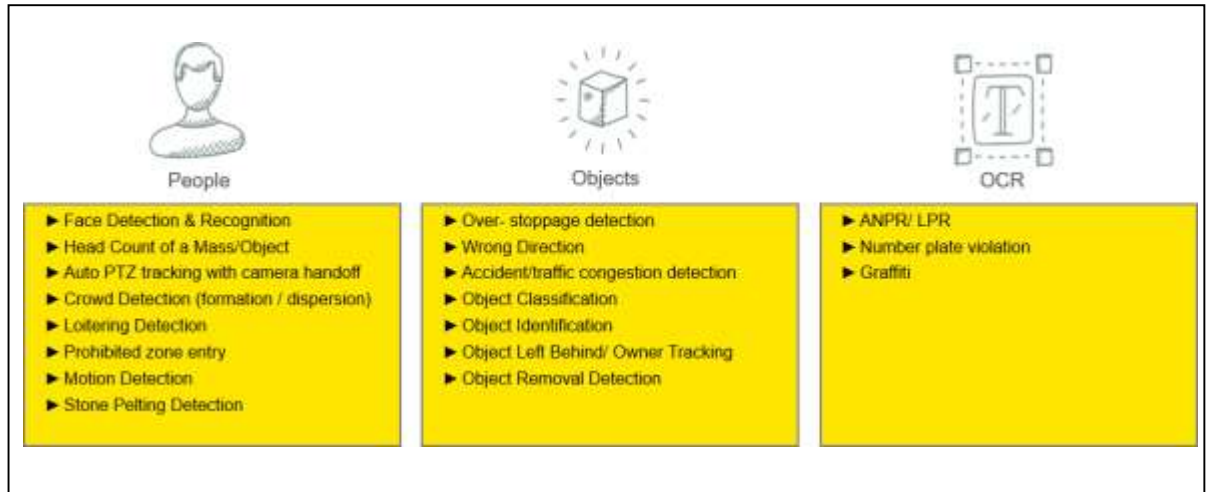 People
► Face Detection & Recognition
► Head Count of a Mass/Object
► Auto PTZ tracking with camera handoff
► Crowd Detection (formation / dispersion)
► Loitering Detection
► Prohibited zone entry
► Motion Detection
► Stone Pelting Detection
Objects
► Over- stoppage detection
► Wrong Direction
► Accident/traffic congestion detection
► Object Classification
► Object Identification
► Object Left Behind/ Owner Tracking
► Object Removal Detection
T
OCR
► ANPR/ LPR
► Number plate violation
► Graffiti